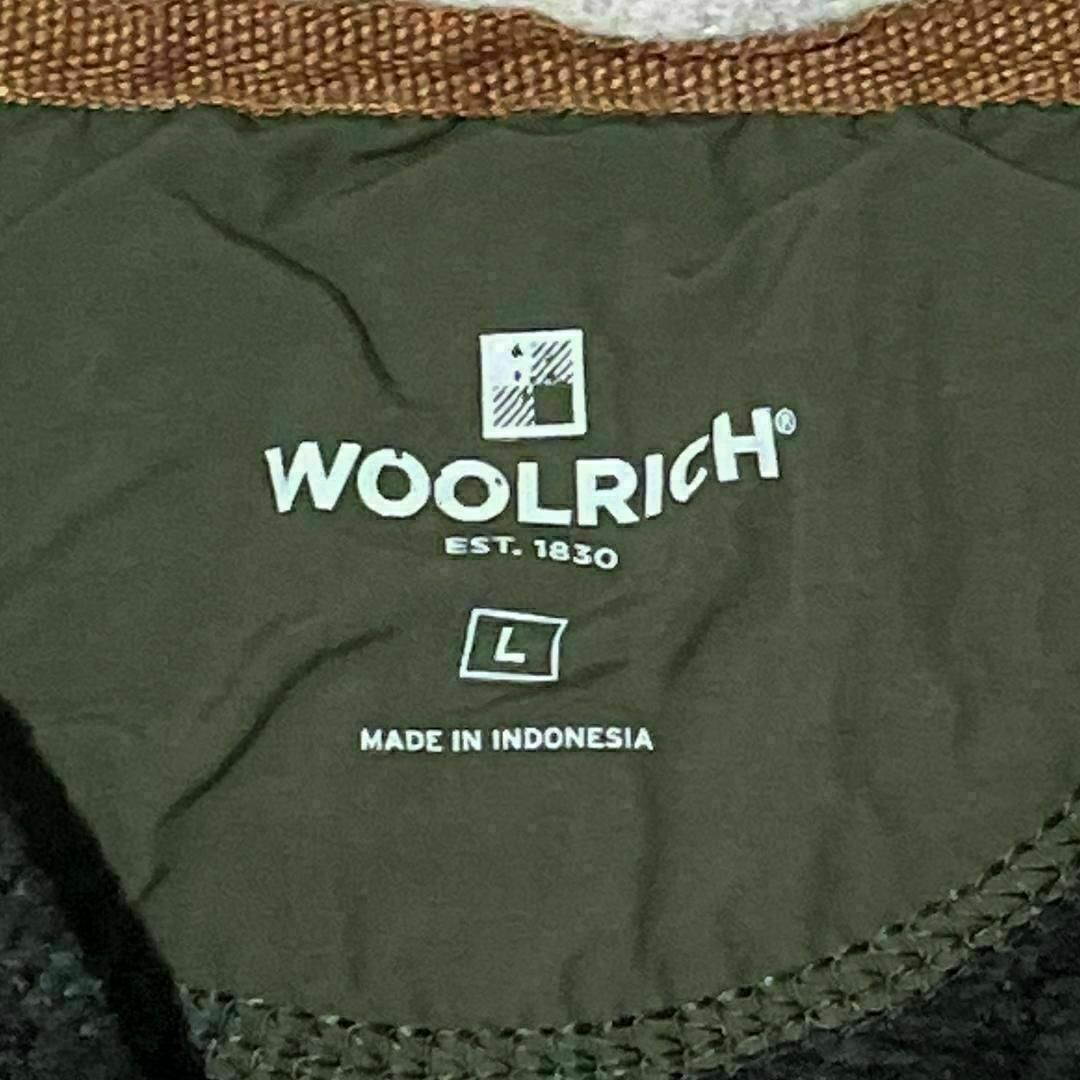 WOOLRICH®
EST. 1830
L
MADE IN INDONESIA